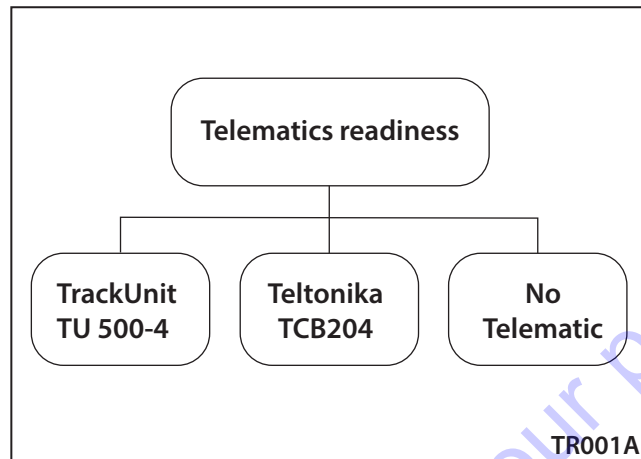 Telematics readiness
TrackUnit
TU 500-4
Teltonika
TCB204
No
Telematic
TR001A